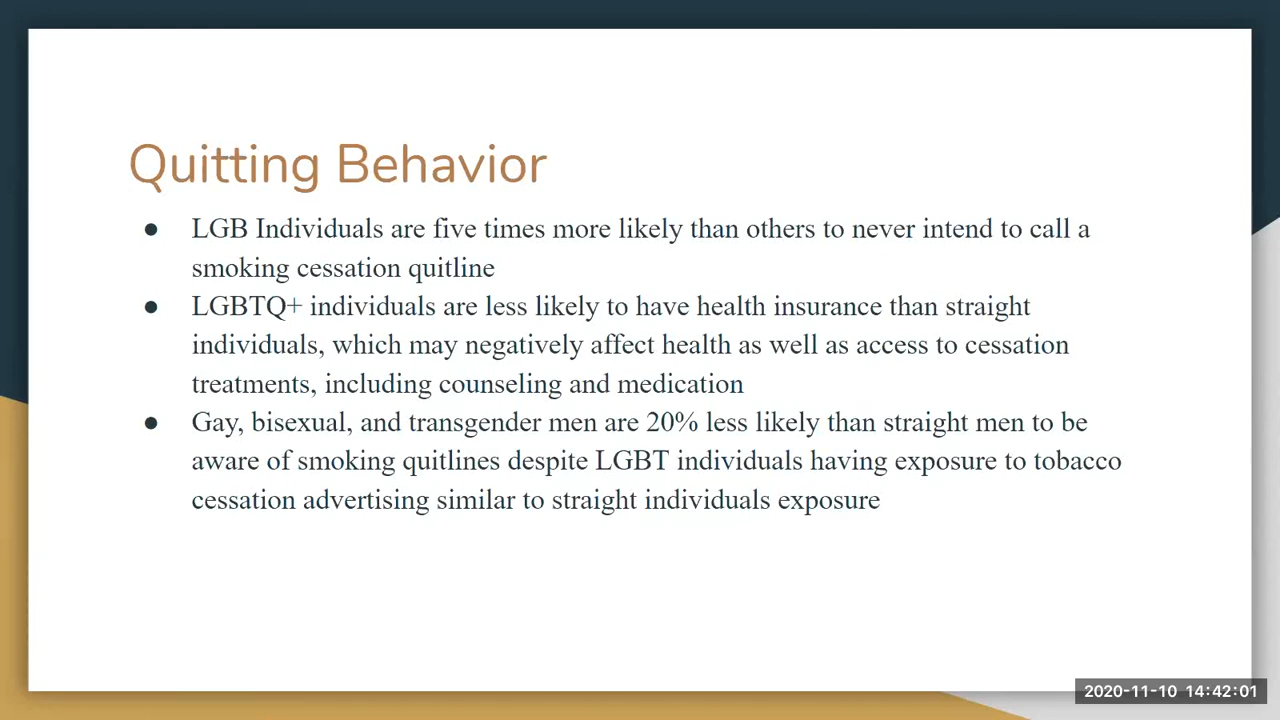 Quitting Behavior
● LGB Individuals are five times more likely than others to never intend to call a
smoking cessation quitline
● LGBTQ+ individuals are less likely to have health insurance than straight
individuals, which may negatively affect health as well as access to cessation
treatments, including counseling and medication
● Gay, bisexual, and transgender men are 20% less likely than straight men to be
aware of smoking quitlines despite LGBT individuals having exposure to tobacco
cessation advertising similar to straight individuals exposure
2020-11-10 14:42:01